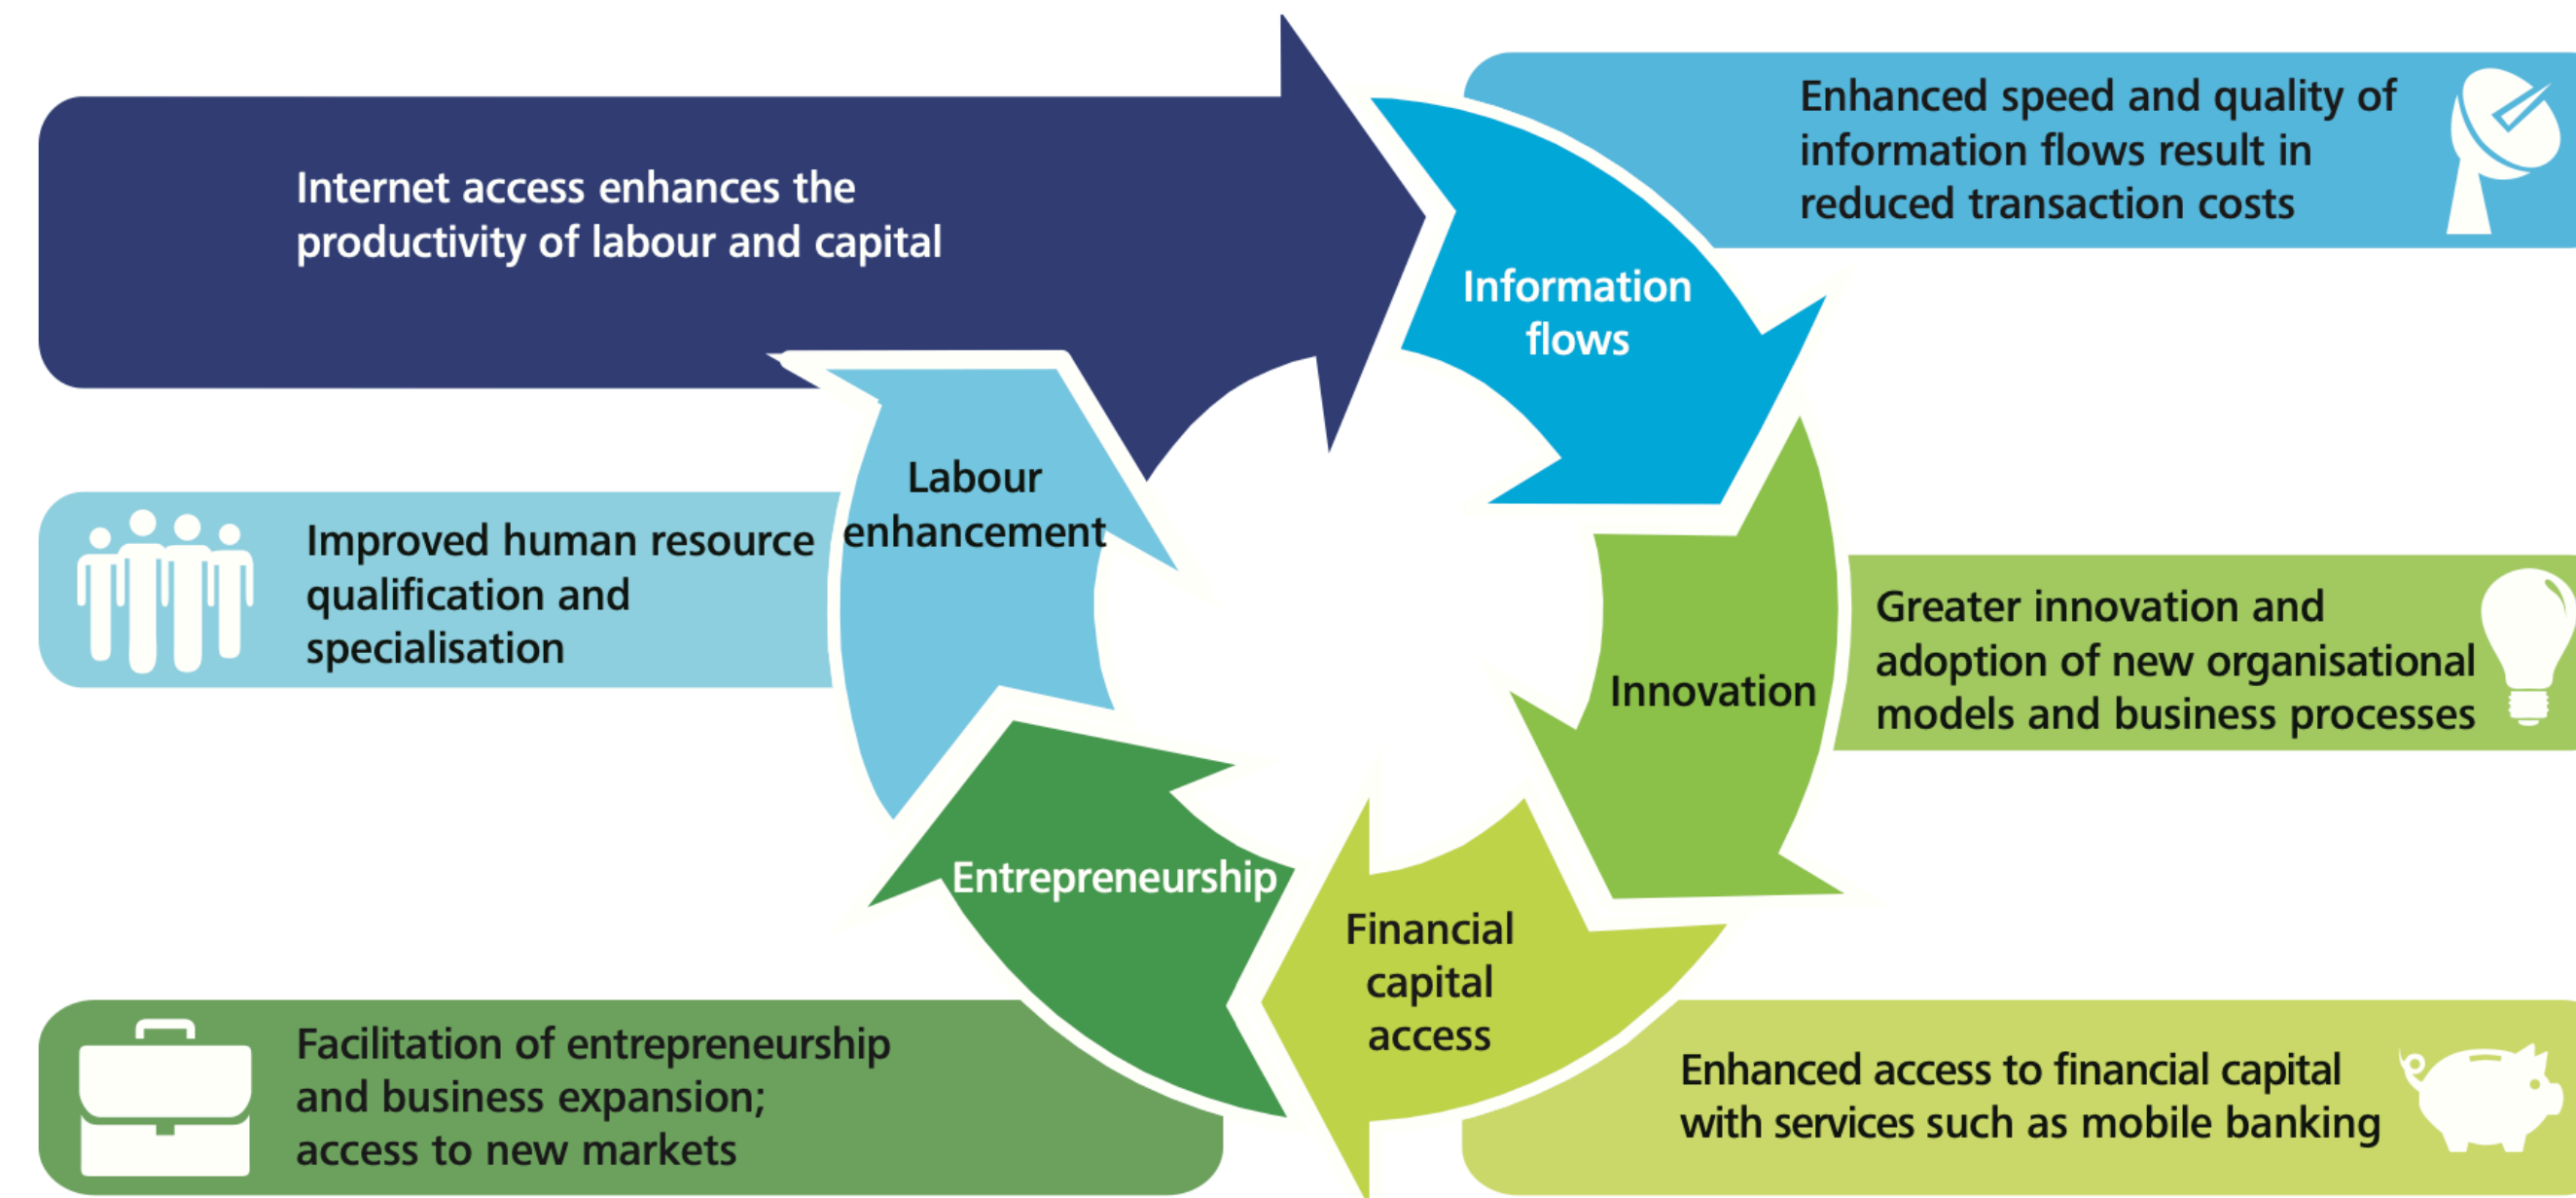 Internet access enhances the
productivity of labour and capital
Enhanced speed and quality of
information flows result in
reduced transaction costs
Information
flows
Greater innovation and
adoption of new organisational
models and business processes
Innovation
Enhanced access to financial capital
with services such as mobile banking
Financial
capital
access
Entrepreneurship
Facilitation of entrepreneurship
and business expansion;
access to new markets
Labour
enhancement
Improved human resource
qualification and
specialisation